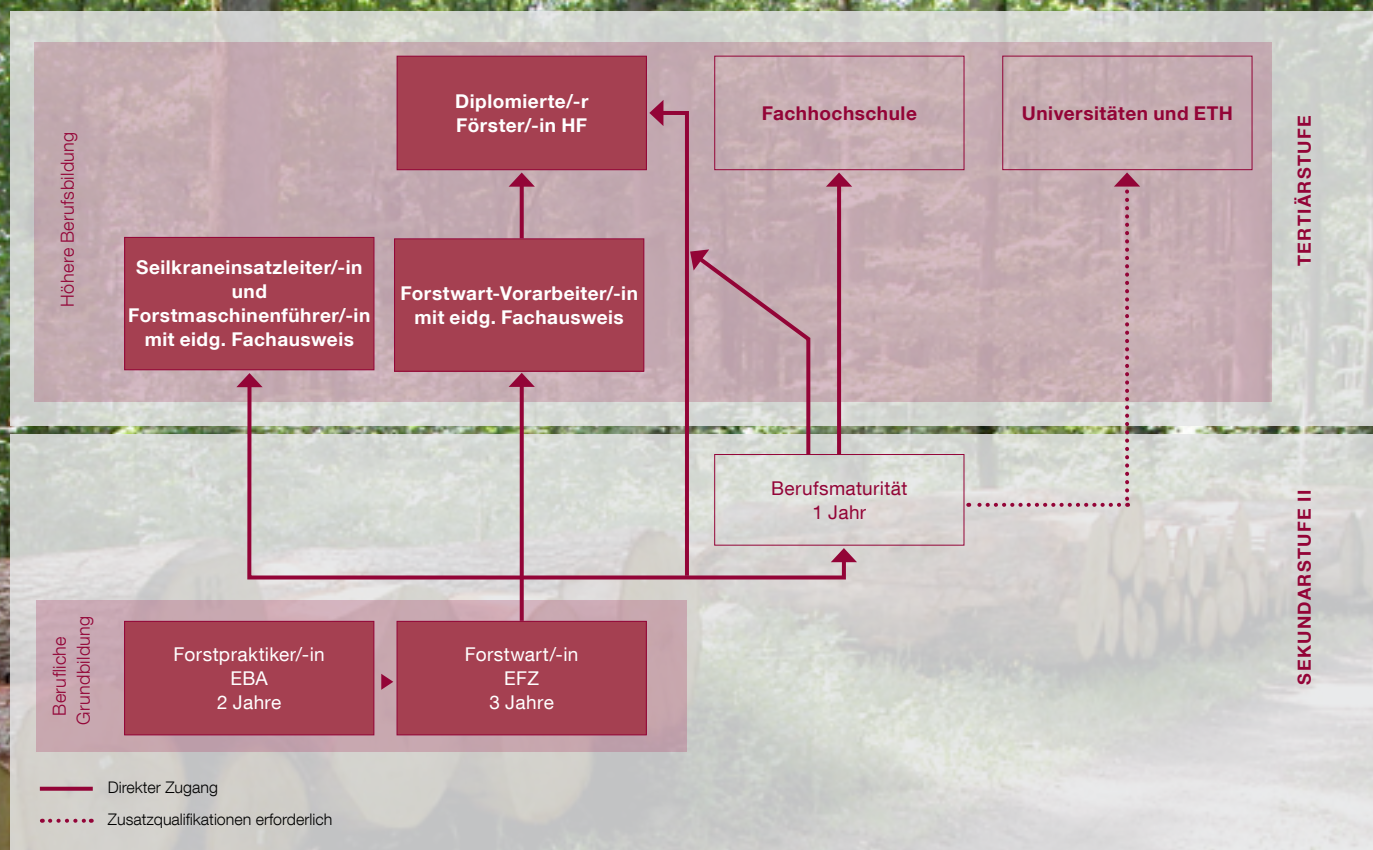 Diplomierte/-r
Förster/-in HF
Fachhochschule
Universitäten und ETH
Höhere Berufsbildung
TERTIÄRSTUFE
Seilkraneinsatzleiter/-in
und
Forstmaschinenführer/-in
mit eidg. Fachausweis
Forstwart-Vorarbeiter/-in
mit eidg. Fachausweis
Berufsmaturität
1 Jahr
SEKUNDARSTUFE II
Berufliche
Grundbildung
Forstpraktiker/-in
EBA
2 Jahre
Forstwart/-in
EFZ
3 Jahre
Direkter Zugang
Zusatzqualifikationen erforderlich